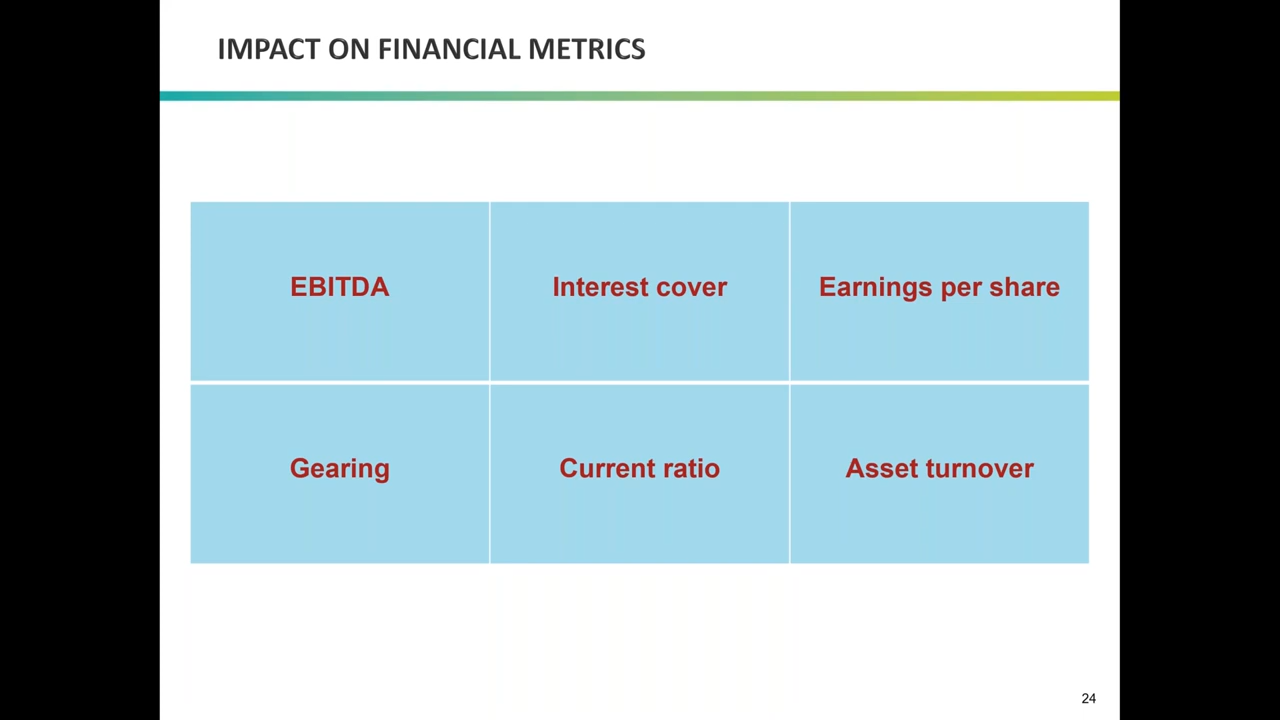 IMPACT ON FINANCIAL METRICS
EBITDA
Interest cover
Earnings per share
Gearing
Current ratio
Asset turnover
24